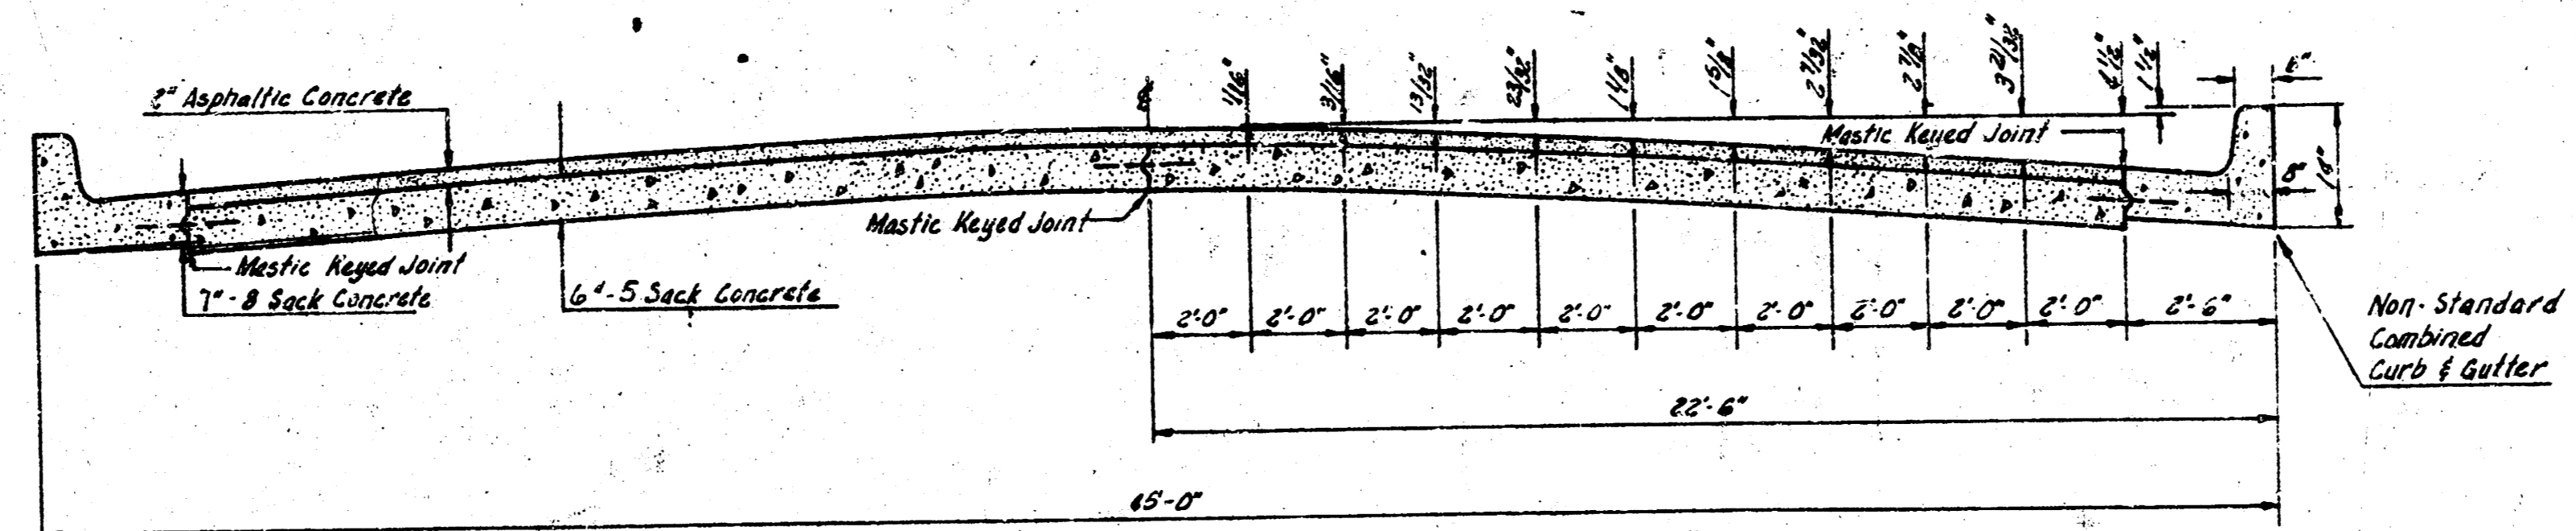 2" Asphaltic Concrete
1/16"
3/16"
13/32"
23/32"
1 1/8"
1 5/8"
2 7/32"
2 7/8"
3 21/32"
4 1/2"
1 1/2"
6"
Mastic Keyed Joint
8"
Mastic Keyed Joint
Mastic Keyed Joint
7"-8 Sack Concrete
6"-5 Sack Concrete
2'-0"
2'-0"
2'-0"
2'-0"
2'-0"
2'-0"
2'-0"
2'-0"
2'-0"
2'-0"
2'-6"
Non-Standard
Combined
Curb & Gutter
22'-6"
45'-0"